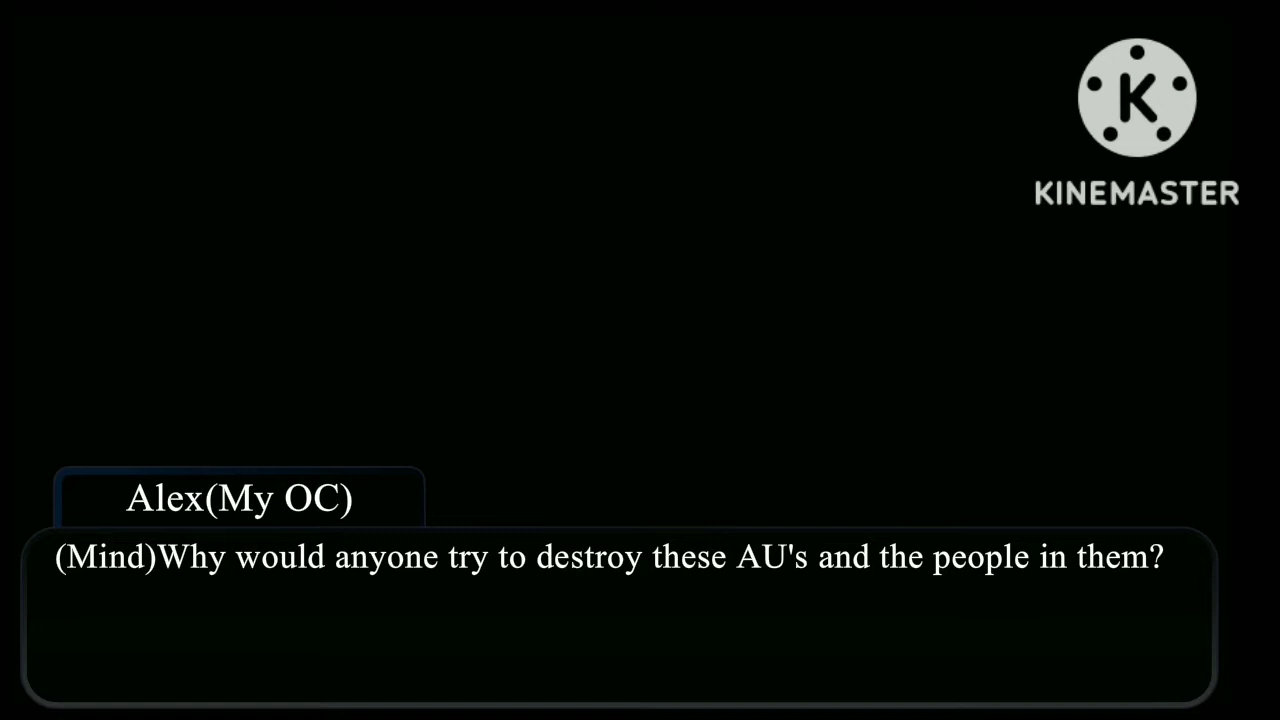 K
KINEMASTER
Alex(My OC)
(Mind)Why would anyone try to destroy these AU's and the people in them?